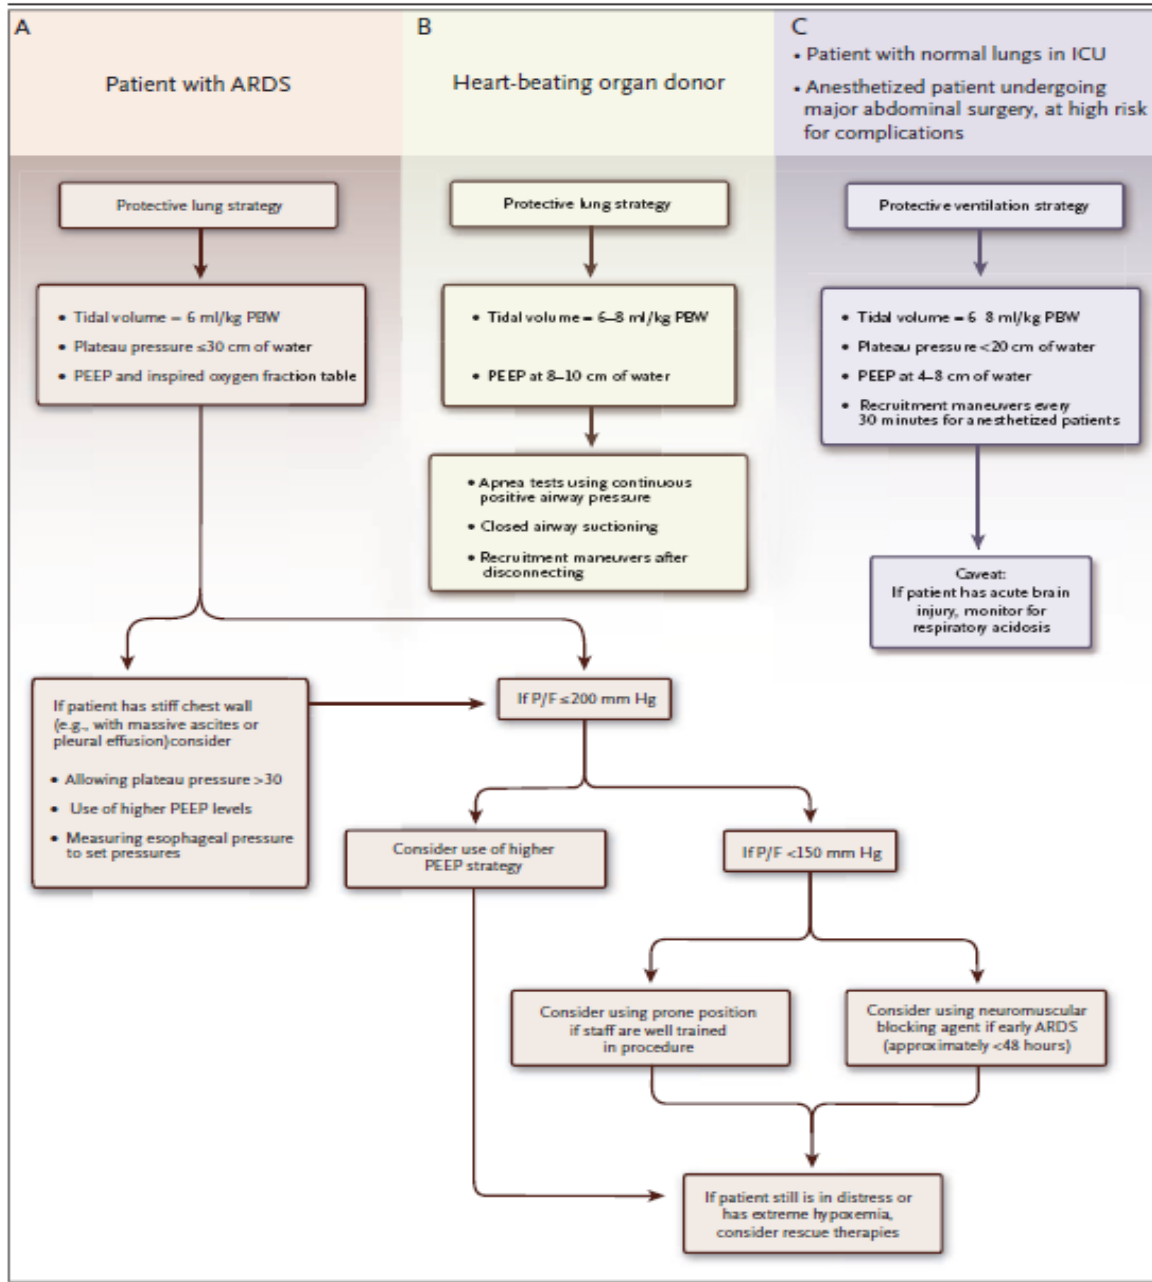 A
Patient with ARDS
B
Heart-beating organ donor
C
• Patient with normal lungs in ICU
• Anesthetized patient undergoing
major abdominal surgery, at high risk
for complications
Protective lung strategy
• Tidal volume – 6 ml/kg PBW
• Plateau pressure ≤30 cm of water
• PEEP and inspired oxygen fraction table
Protective lung strategy
• Tidal volume = 6–8 ml/kg PBW
• PEEP at 8–10 cm of water
• Apnea tests using continuous
positive airway pressure
• Closed airway suctioning
• Recruitment maneuvers after
disconnecting
Protective ventilation strategy
• Tidal volume = 6 8 ml/kg PBW
• Plateau pressure <20 cm of water
• PEEP at 4–8 cm of water
• Recruitment maneuvers every
30 minutes for anesthetized patients
Caveat:
If patient has acute brain
injury, monitor for
respiratory acidosis
If patient has stiff chest wall
(e.g., with massive ascites or
pleural effusion)consider
• Allowing plateau pressure >30
• Use of higher PEEP levels
• Measuring esophageal pressure
to set pressures
If P/F ≤200 mm Hg
Consider use of higher
PEEP strategy
If P/F <150 mm Hg
Consider using prone position
if staff are well trained
in procedure
Consider using neuromuscular
blocking agent if early ARDS
(approximately <48 hours)
If patient still is in distress or
has extreme hypoxemia,
consider rescue therapies